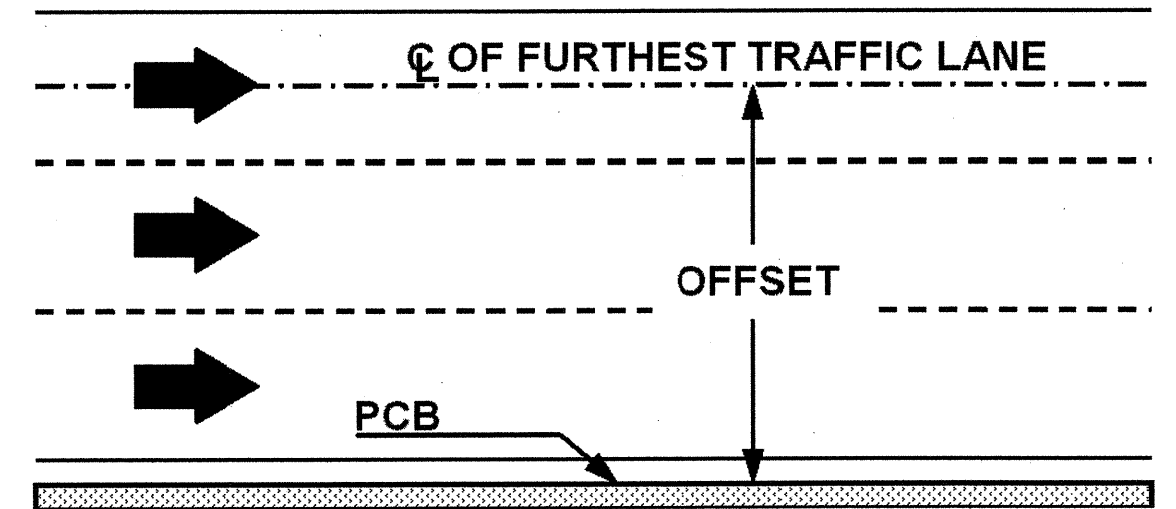 ℄ OF FURTHEST TRAFFIC LANE
OFFSET
PCB